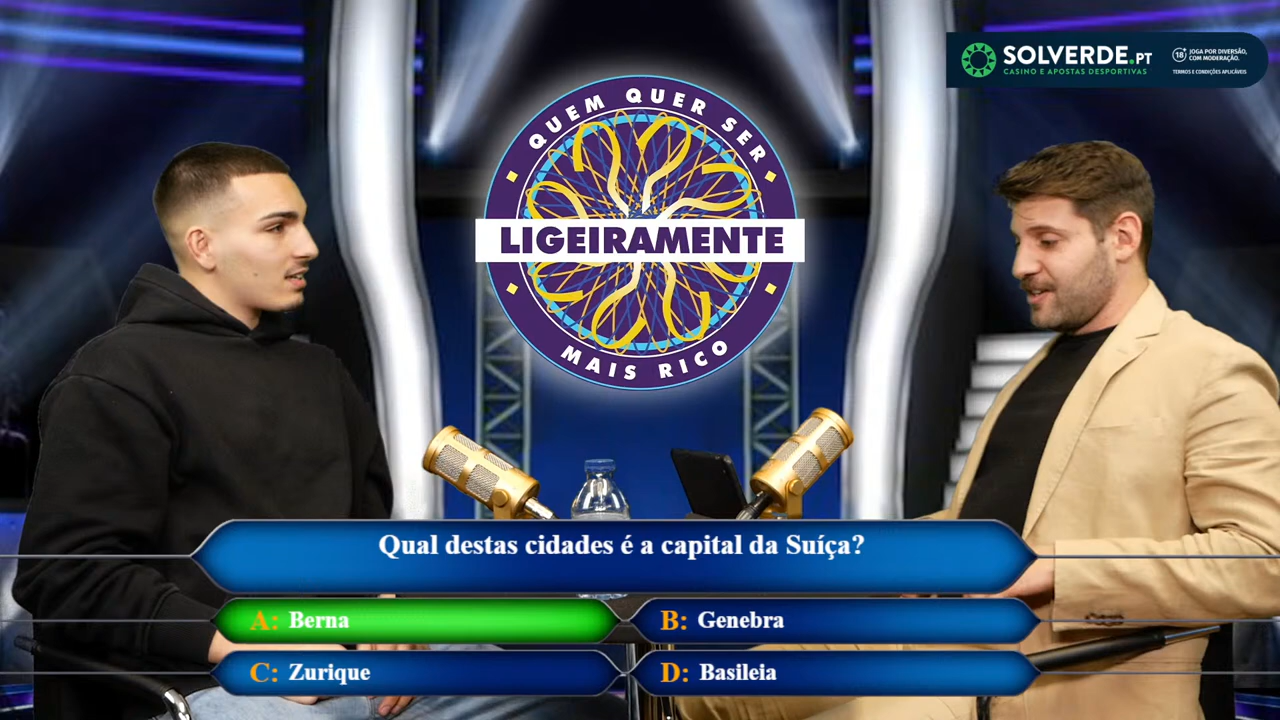 SOLVERDE.PT
CASINO E APOSTAS DESPORTIVAS
18+
JOGA POR DIVERSÃO,
COM MODERAÇÃO.
TERMOS E CONDIÇÕES APLICÁVEIS
QUEM QUER SER
LIGEIRAMENTE
MAIS RICO
Qual destas cidades é a capital da Suíça?
A: Berna
B: Genebra
C: Zurique
D: Basileia